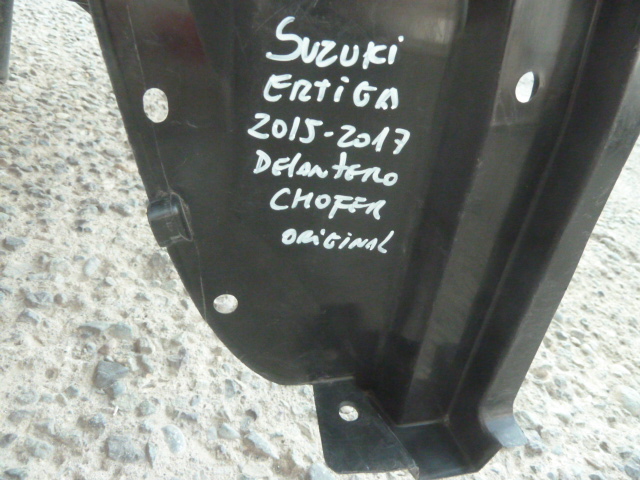 SUZUKi
ERTiGA
2015-2017
DELANTERO
CHOFER
ORiGiNAL